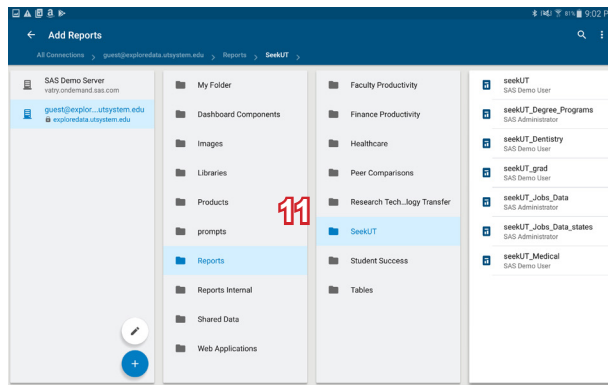 81% 9:02 P
Add Reports
All Connections > guest@exploredata.utsystem.edu > Reports > SeekUT >
SAS Demo Server
vatry.ondemand.sas.com
guest@explor...utsystem.edu
exploredata.utsystem.edu
My Folder
Dashboard Components
Images
Libraries
Products
prompts
Reports
Reports Internal
Shared Data
Web Applications
11
Faculty Productivity
Finance Productivity
Healthcare
Peer Comparisons
Research Tech...logy Transfer
SeekUT
Student Success
Tables
seekUT
SAS Demo User
seekUT_Degree_Programs
SAS Administrator
seekUT_Dentistry
SAS Demo User
seekUT_grad
SAS Demo User
seekUT_Jobs_Data
SAS Administrator
seekUT_Jobs_Data_states
SAS Administrator
seekUT_Medical
SAS Demo User